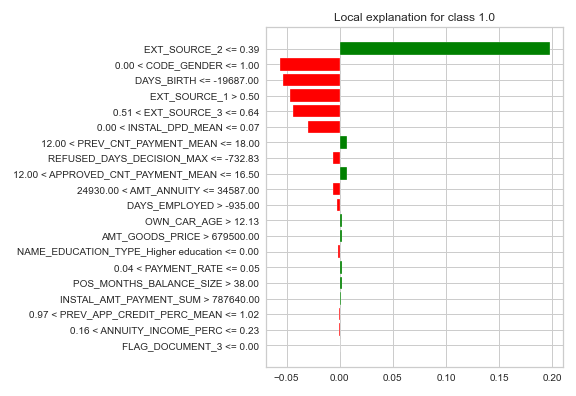 Local explanation for class 1.0
EXT_SOURCE_2 <= 0.39
0.00 < CODE_GENDER <= 1.00
DAYS_BIRTH <= -19687.00
EXT_SOURCE_1 > 0.50
0.51 < EXT_SOURCE_3 <= 0.64
0.00 < INSTAL_DPD_MEAN <= 0.07
12.00 < PREV_CNT_PAYMENT_MEAN <= 18.00
REFUSED_DAYS_DECISION_MAX <= -732.83
12.00 < APPROVED_CNT_PAYMENT_MEAN <= 16.50
24930.00 < AMT_ANNUITY <= 34587.00
DAYS_EMPLOYED > -935.00
OWN_CAR_AGE > 12.13
AMT_GOODS_PRICE > 679500.00
NAME_EDUCATION_TYPE_Higher education <= 0.00
0.04 < PAYMENT_RATE <= 0.05
POS_MONTHS_BALANCE_SIZE > 38.00
INSTAL_AMT_PAYMENT_SUM > 787640.00
0.97 < PREV_APP_CREDIT_PERC_MEAN <= 1.02
0.16 < ANNUITY_INCOME_PERC <= 0.23
FLAG_DOCUMENT_3 <= 0.00
−0.05 0.00 0.05 0.10 0.15 0.20